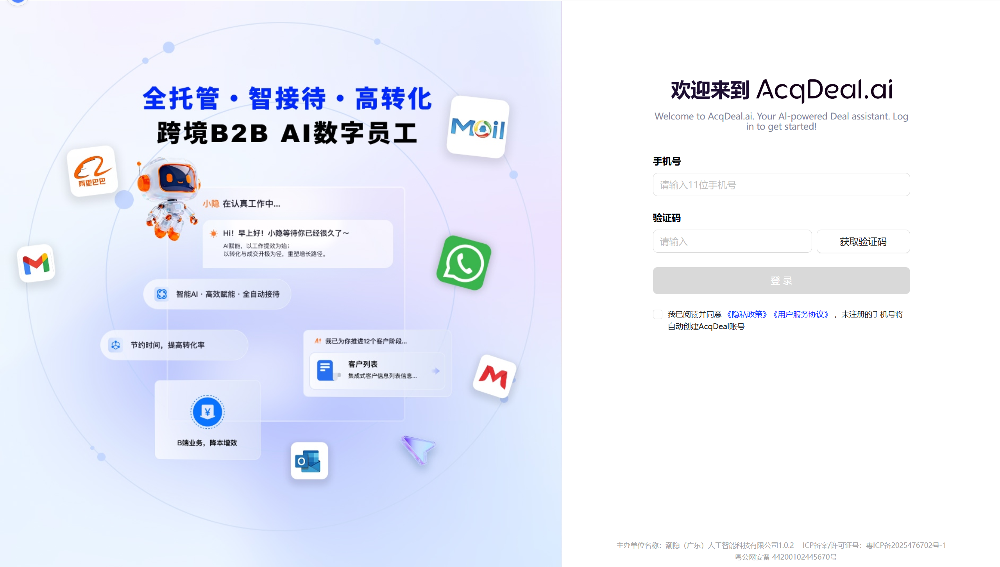 全托管·智接待·高转化
跨境B2B AI数字员工
Mail
阿里巴巴
小隐 在认真工作中...
Hi！早上好！小隐等待你已经很久了～
AI赋能，以工作提效为始；
以转化与成交升极为径，重塑增长路径。
智能AI · 高效赋能 · 全自动接待
节约时间，提高转化率
我已为你推进12个客户阶段...
客户列表
集成式客户信息列表信息...
¥
B端业务，降本增效
O
欢迎来到 AcqDeal.ai
Welcome to AcqDeal.ai. Your AI-powered Deal assistant. Log
in to get started!
手机号
请输入11位手机号
验证码
请输入
获取验证码
登 录
我已阅读并同意 《隐私政策》《用户服务协议》 ，未注册的手机号将
自动创建AcqDeal账号
主办单位名称：潮隐（广东）人工智能科技有限公司1.0.2 ICP备案/许可证号：粤ICP备2025476702号-1
粤公网安备 44200102445670号